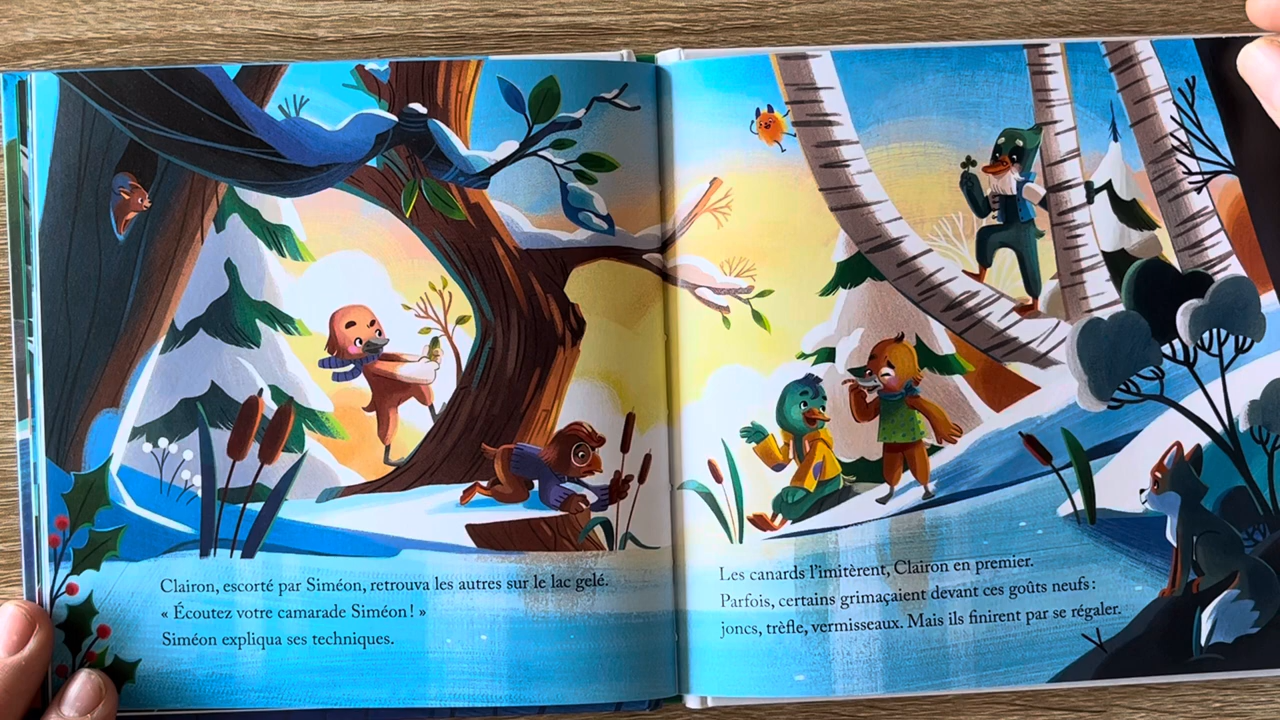 Clairon, escorté par Siméon, retrouva les autres sur le lac gelé.
« Écoutez votre camarade Siméon ! »
Siméon expliqua ses techniques.
Les canards l'imitèrent, Clairon en premier.
Parfois, certains grimaçaient devant ces goûts neufs :
joncs, trèfle, vermisseaux. Mais ils finirent par se régaler.